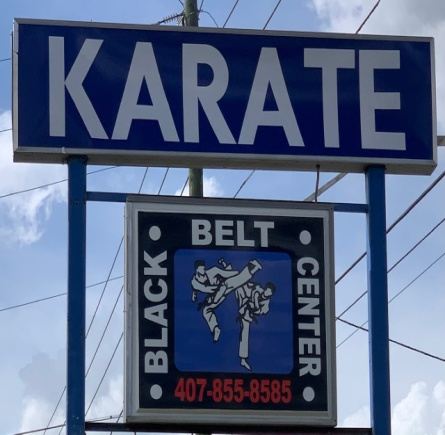 KARATE
BLACK
BELT
CENTER
407-855-8585